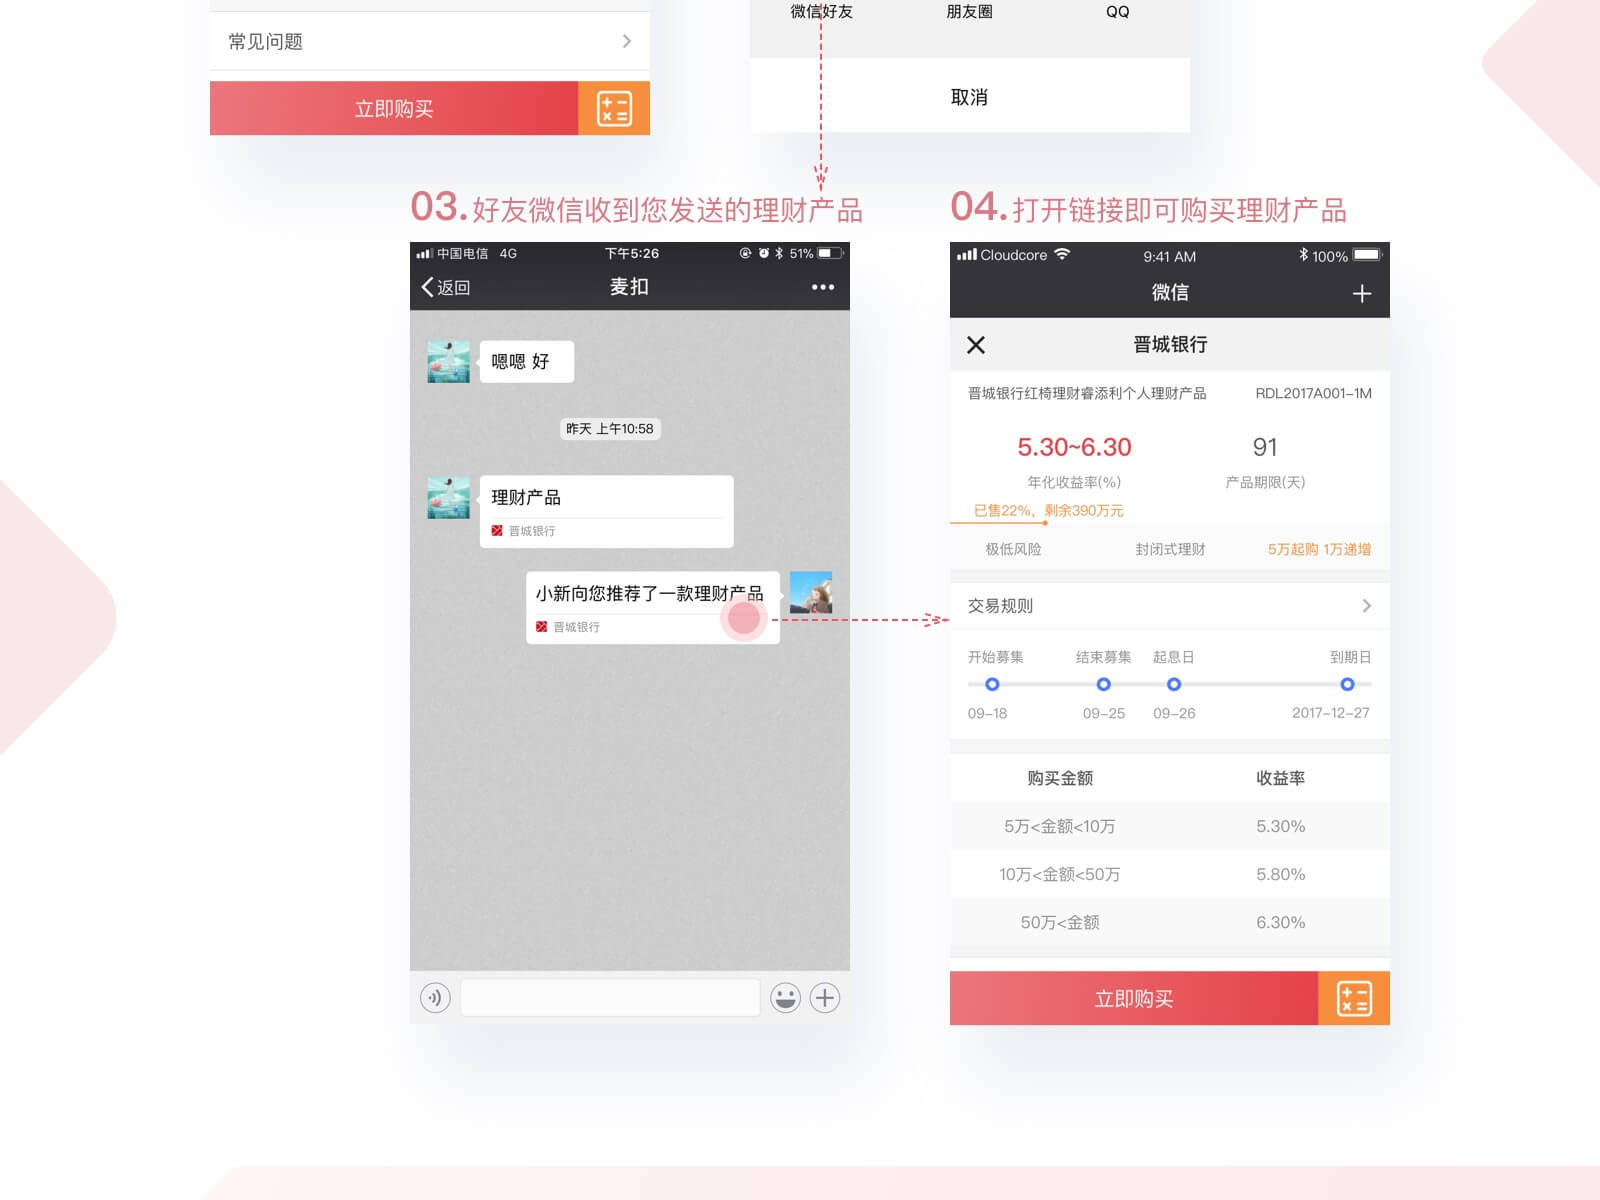 常见问题
立即购买
微信好友
朋友圈
QQ
取消
03.好友微信收到您发送的理财产品
中国电信 4G
下午5:26
51%
返回
麦扣
嗯嗯 好
昨天 上午10:58
理财产品
晋城银行
小新向您推荐了一款理财产品
晋城银行
04.打开链接即可购买理财产品
Cloudcore
9:41 AM
100%
微信
晋城银行
晋城银行红椅理财睿添利个人理财产品
RDL2017A001-1M
5.30~6.30
91
年化收益率(%)
产品期限(天)
已售22%，剩余390万元
极低风险
封闭式理财
5万起购 1万递增
交易规则
开始募集
结束募集
起息日
到期日
09-18
09-25
09-26
2017-12-27
购买金额
收益率
5万<金额<10万
5.30%
10万<金额<50万
5.80%
50万<金额
6.30%
立即购买